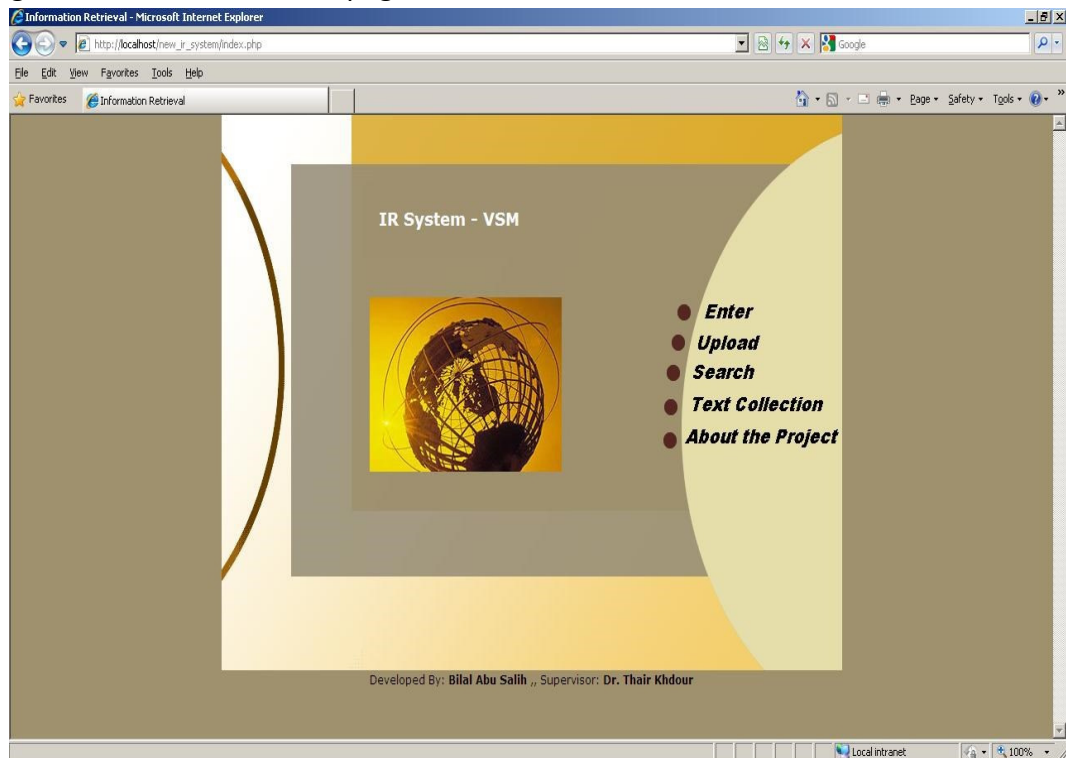 Information Retrieval - Microsoft Internet Explorer
http://localhost/new_ir_system/index.php
Google
File Edit View Favorites Tools Help
Favorites Information Retrieval Page Safety Tools »
IR System - VSM
Enter
Upload
Search
Text Collection
About the Project
Developed By: Bilal Abu Salih ,, Supervisor: Dr. Thair Khdour
Local intranet 100%